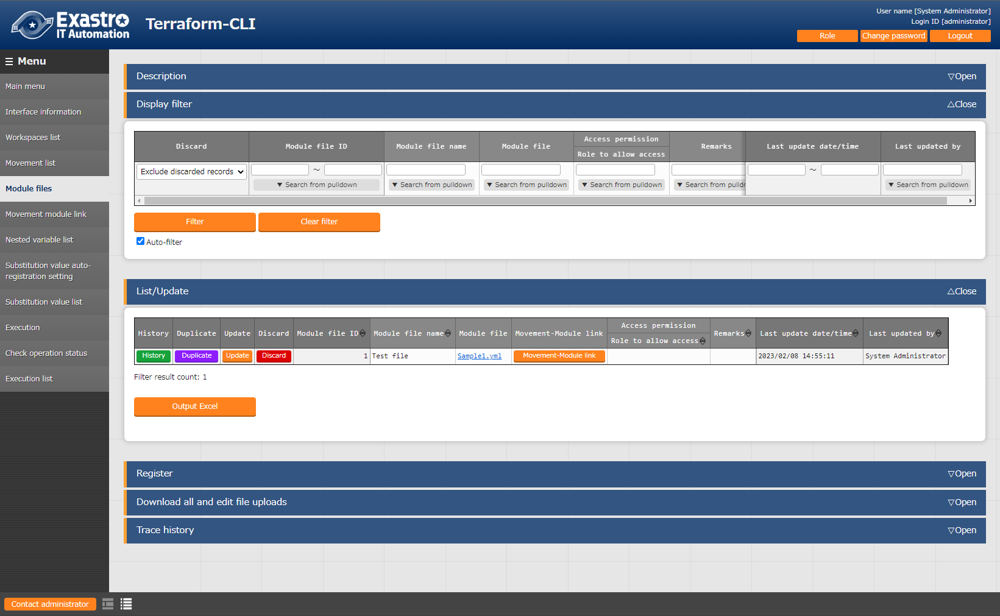 Exastro
IT Automation
Terraform-CLI
User name [System Administrator]
Login ID [administrator]
Role
Change password
Logout
Menu
Main menu
Interface information
Workspaces list
Movement list
Module files
Movement module link
Nested variable list
Substitution value auto-
registration setting
Substitution value list
Execution
Check operation status
Execution list
Description
▽Open
Display filter
△Close
Discard
Module file ID
Module file name
Module file
Access permission
Role to allow access
Remarks
Last update date/time
Last updated by
Exclude discarded records
~
~
▼ Search from pulldown
▼ Search from pulldown
▼ Search from pulldown
▼ Search from pulldown
▼ Search from pulld
▼ Search from pulldown
Filter
Clear filter
Auto-filter
List/Update
△Close
History
Duplicate
Update
Discard
Module file ID
Module file name
Module file
Movement-Module link
Access permission
Role to allow access
Remarks
Last update date/time
Last updated by
History
Duplicate
Update
Discard
1
Test file
Sample1.yml
Movement-Module link
2023/02/08 14:55:11
System Administrator
Filter result count: 1
Output Excel
Register
▽Open
Download all and edit file uploads
▽Open
Trace history
▽Open
Contact administrator